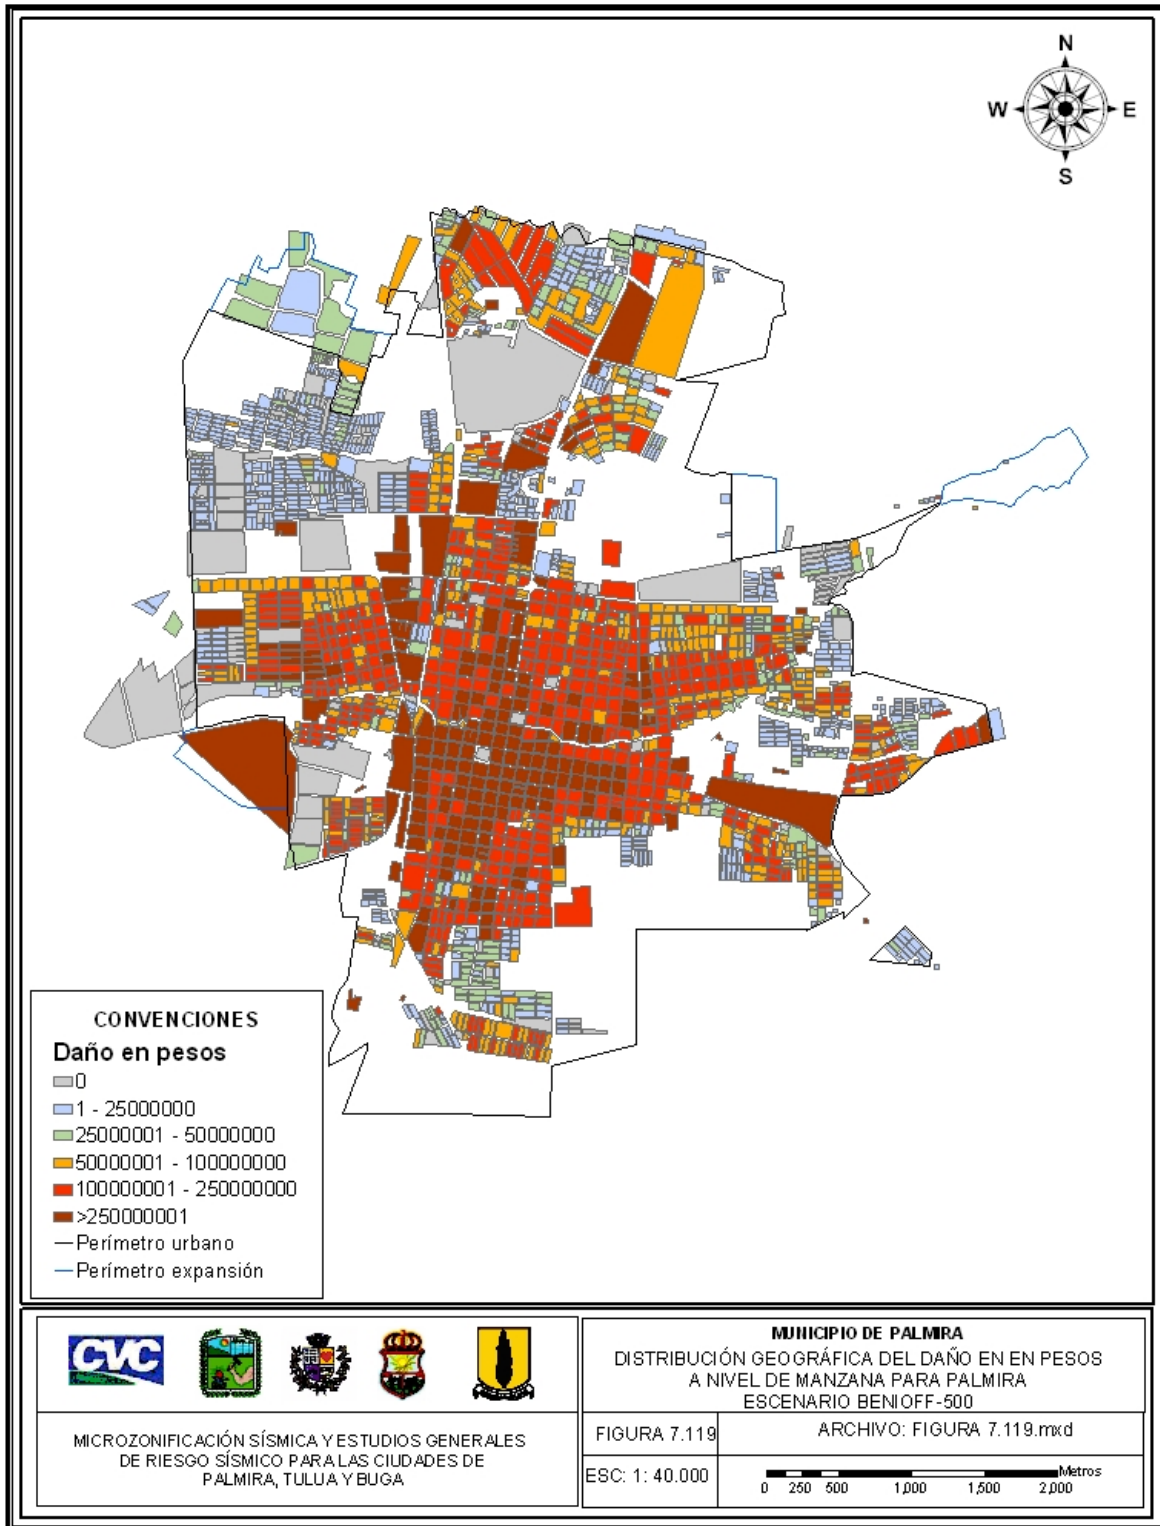 N
W E
S
CONVENCIONES
Daño en pesos
0
1 - 25000000
25000001 - 50000000
50000001 - 100000000
100000001 - 250000000
>250000001
Perímetro urbano
Perímetro expansión
CVC
MICROZONIFICACIÓN SÍSMICA Y ESTUDIOS GENERALES
DE RIESGO SÍSMICO PARA LAS CIUDADES DE
PALMIRA, TULUA Y BUGA
MUNICIPIO DE PALMIRA
DISTRIBUCIÓN GEOGRÁFICA DEL DAÑO EN EN PESOS
A NIVEL DE MANZANA PARA PALMIRA
ESCENARIO BENIOFF-500
FIGURA 7.119
ARCHIVO: FIGURA 7.119.mxd
ESC: 1: 40.000
Metros
0 250 500 1,000 1,500 2,000